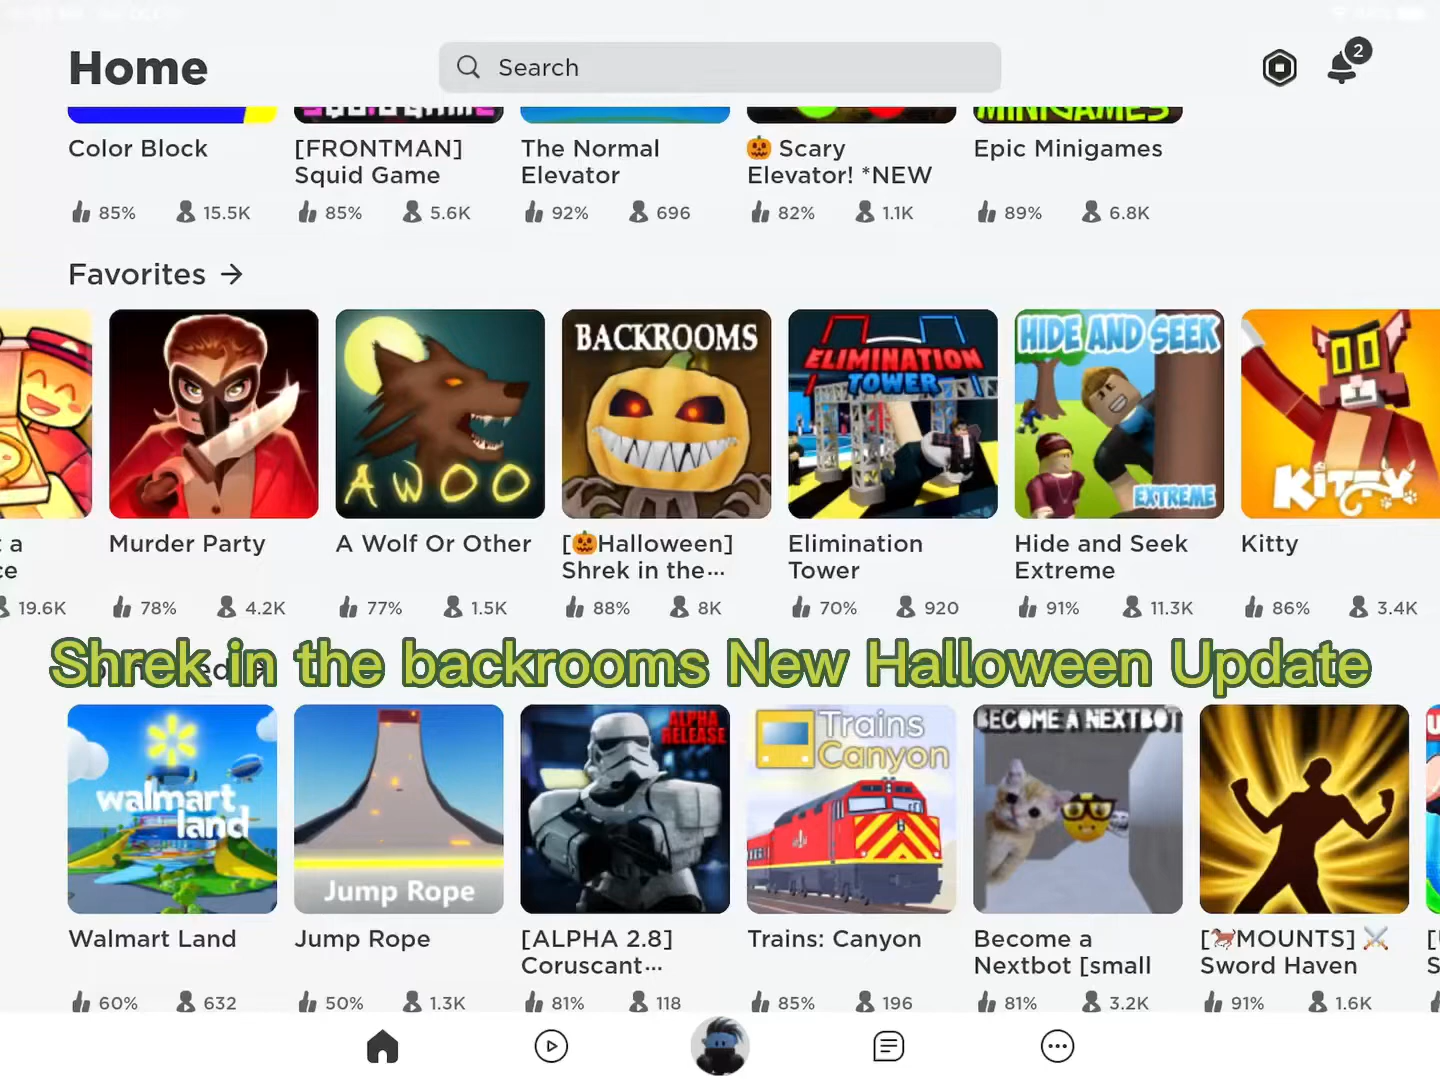 Home
Search
2
MINIGAMES
Color Block
[FRONTMAN]
Squid Game
The Normal
Elevator
🎃 Scary
Elevator! *NEW
Epic Minigames
85%
15.5K
85%
5.6K
92%
696
82%
1.1K
89%
6.8K
Favorites →
AWOO
BACKROOMS
ELIMINATION
TOWER
HIDE AND SEEK
EXTREME
KITTY
t a
ce
Murder Party
A Wolf Or Other
[🎃Halloween]
Shrek in the...
Elimination
Tower
Hide and Seek
Extreme
Kitty
19.6K
78%
4.2K
77%
1.5K
88%
8K
70%
920
91%
11.3K
86%
3.4K
Shrek in the backrooms New Halloween Update
walmart
land
Jump Rope
ALPHA
RELEASE
Trains
Canyon
BECOME A NEXTBOT
Walmart Land
Jump Rope
[ALPHA 2.8]
Coruscant...
Trains: Canyon
Become a
Nextbot [small
[🐎MOUNTS] ⚔️
Sword Haven
60%
632
50%
1.3K
81%
118
85%
196
81%
3.2K
91%
1.6K